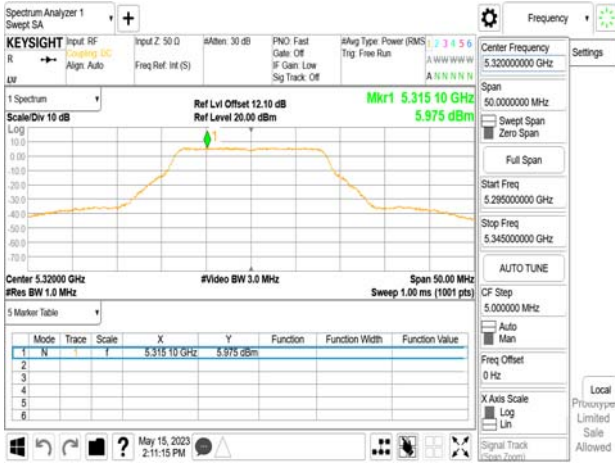 Spectrum Analyzer 1
Swept SA
KEYSIGHT
Input: RF
Coupling: DC
Align: Auto
Input Z: 50 Ω
Freq Ref: Int (S)
#Atten: 30 dB
PNO: Fast
Gate: Off
IF Gain: Low
Sig Track: Off
#Avg Type: Power (RMS
Trig: Free Run
1 2 3 4 5 6
A W W W W W
A N N N N N
R
LXI
1 Spectrum
Scale/Div 10 dB
Ref Lvl Offset 12.10 dB
Ref Level 20.00 dBm
Mkr1 5.315 10 GHz
5.975 dBm
Log
10.0
0.00
-10.0
-20.0
-30.0
-40.0
-50.0
-60.0
-70.0
1
Center 5.32000 GHz
#Res BW 1.0 MHz
#Video BW 3.0 MHz
Span 50.00 MHz
Sweep 1.00 ms (1001 pts)
5 Marker Table
Mode Trace Scale X Y Function Function Width Function Value
1 N 1 f 5.315 10 GHz 5.975 dBm
2
3
4
5
6
May 15, 2023
2:11:15 PM
Frequency
Center Frequency
5.320000000 GHz
Span
50.0000000 MHz
Swept Span
Zero Span
Full Span
Start Freq
5.295000000 GHz
Stop Freq
5.345000000 GHz
AUTO TUNE
CF Step
5.000000 MHz
Auto
Man
Freq Offset
0 Hz
X Axis Scale
Log
Lin
Signal Track
(Span Zoom)
Settings
Local
Prototype
Limited
Sale
Allowed